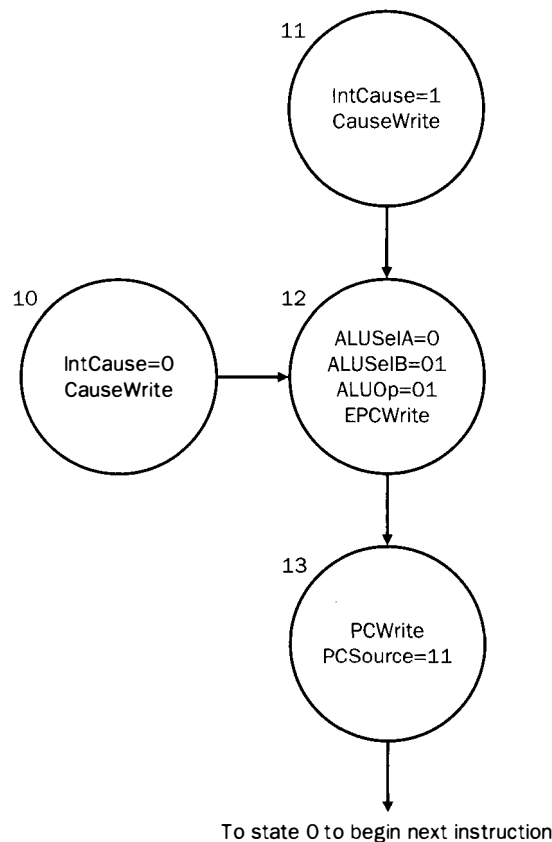 11
IntCause=1
CauseWrite
10
IntCause=0
CauseWrite
12
ALUSelA=0
ALUSelB=01
ALUOp=01
EPCWrite
13
PCWrite
PCSource=11
To state 0 to begin next instruction